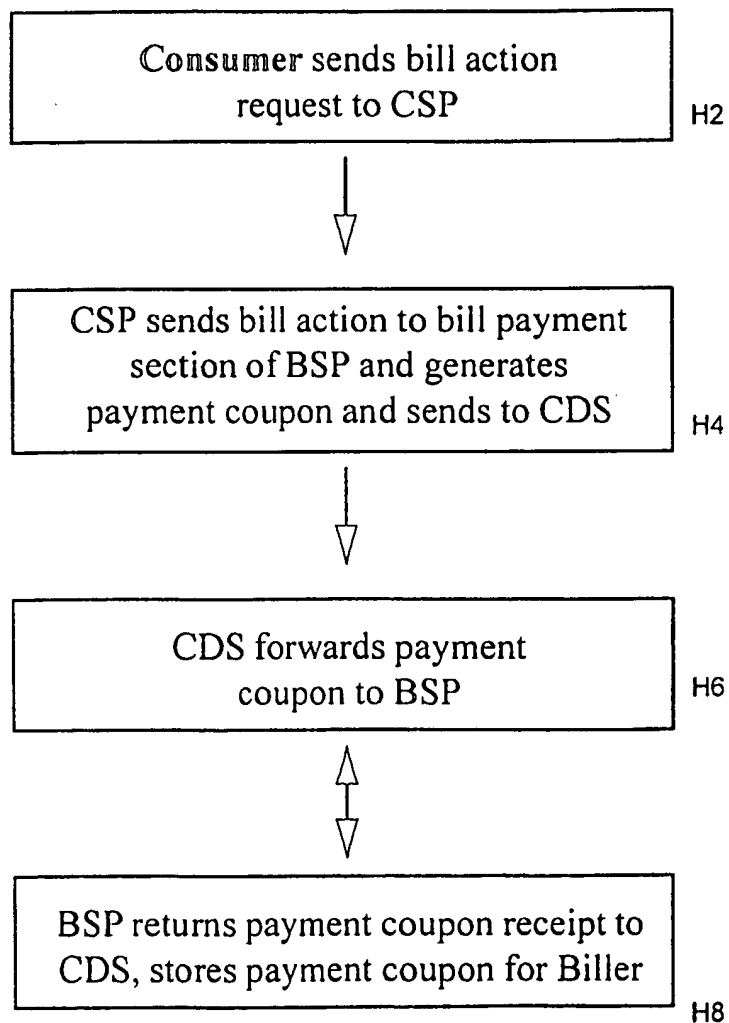 Consumer sends bill action
request to CSP
H2
CSP sends bill action to bill payment
section of BSP and generates
payment coupon and sends to CDS
H4
CDS forwards payment
coupon to BSP
H6
BSP returns payment coupon receipt to
CDS, stores payment coupon for Biller
H8